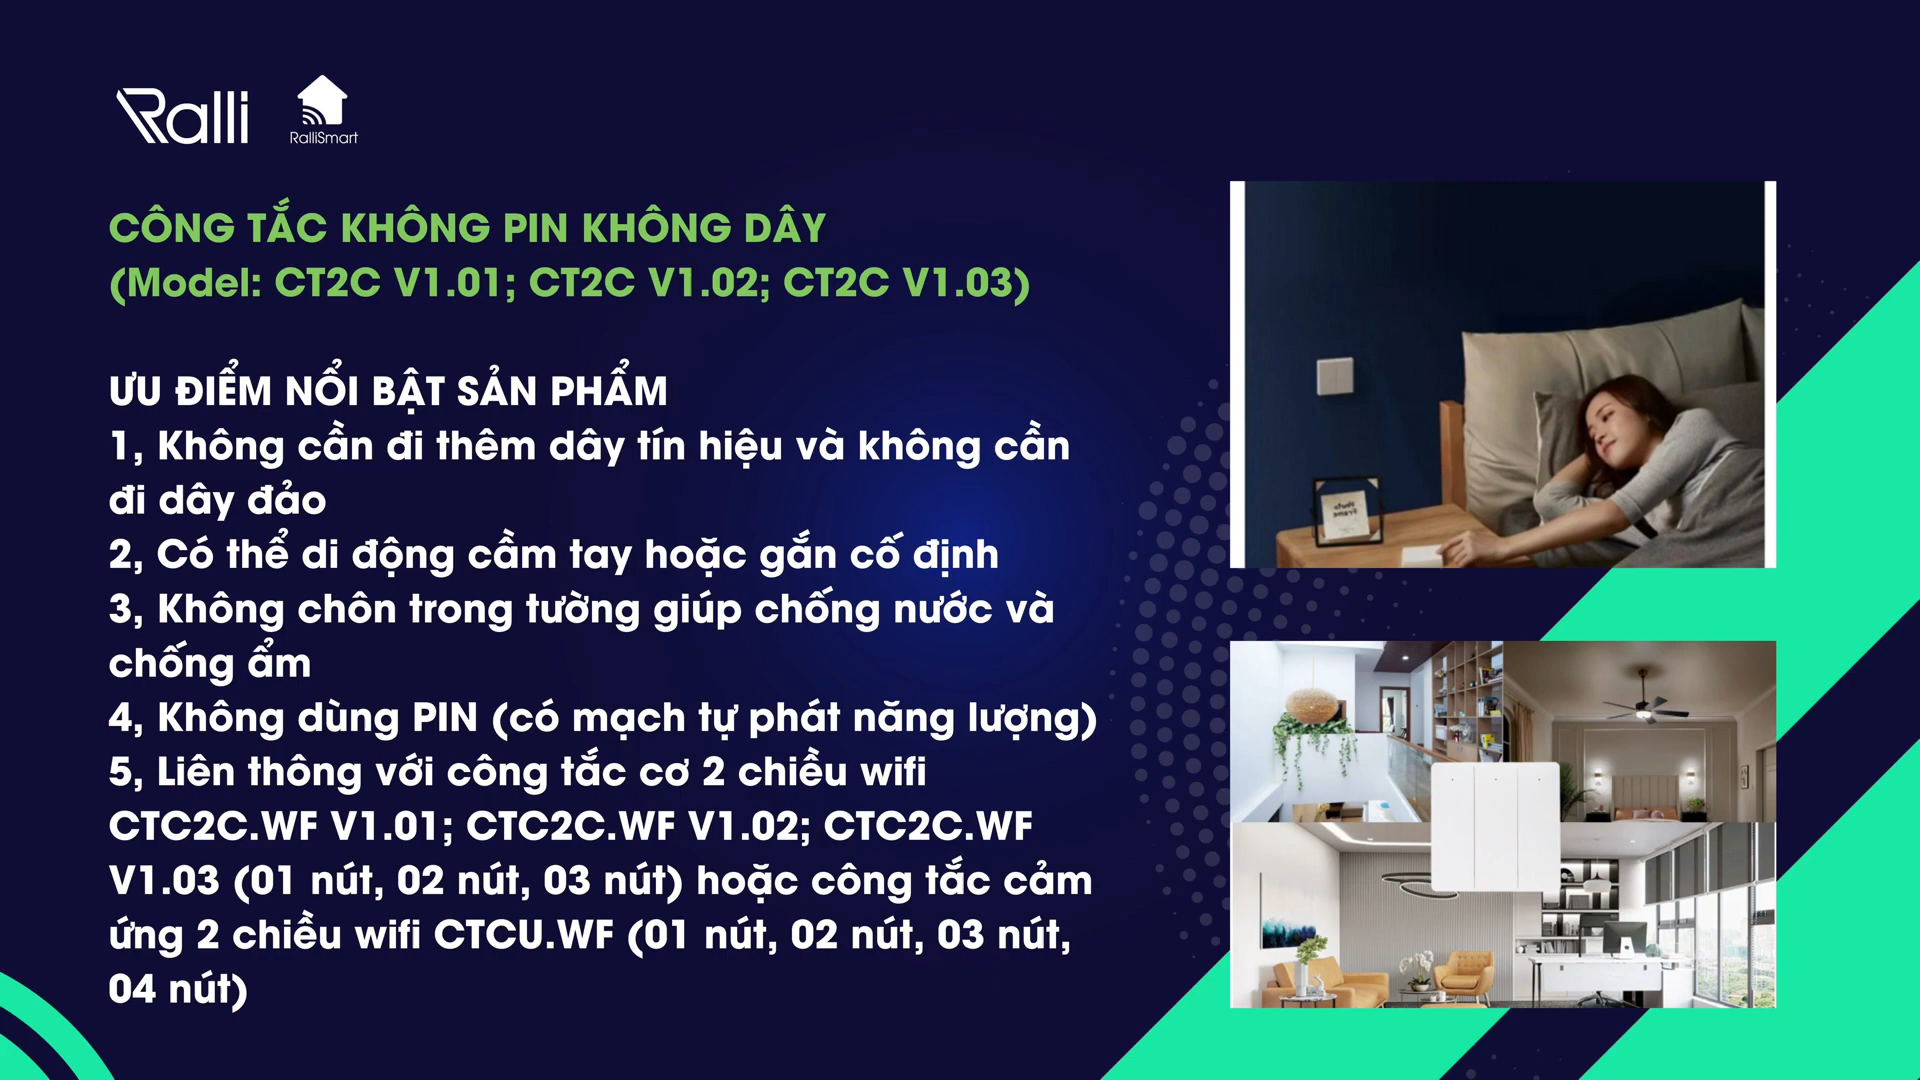 Ralli
RalliSmart
CÔNG TẮC KHÔNG PIN KHÔNG DÂY
(Model: CT2C V1.01; CT2C V1.02; CT2C V1.03)
ƯU ĐIỂM NỔI BẬT SẢN PHẨM
1, Không cần đi thêm dây tín hiệu và không cần
đi dây đảo
2, Có thể di động cầm tay hoặc gắn cố định
3, Không chôn trong tường giúp chống nước và
chống ẩm
4, Không dùng PIN (có mạch tự phát năng lượng)
5, Liên thông với công tắc cơ 2 chiều wifi
CTC2C.WF V1.01; CTC2C.WF V1.02; CTC2C.WF
V1.03 (01 nút, 02 nút, 03 nút) hoặc công tắc cảm
ứng 2 chiều wifi CTCU.WF (01 nút, 02 nút, 03 nút,
04 nút)